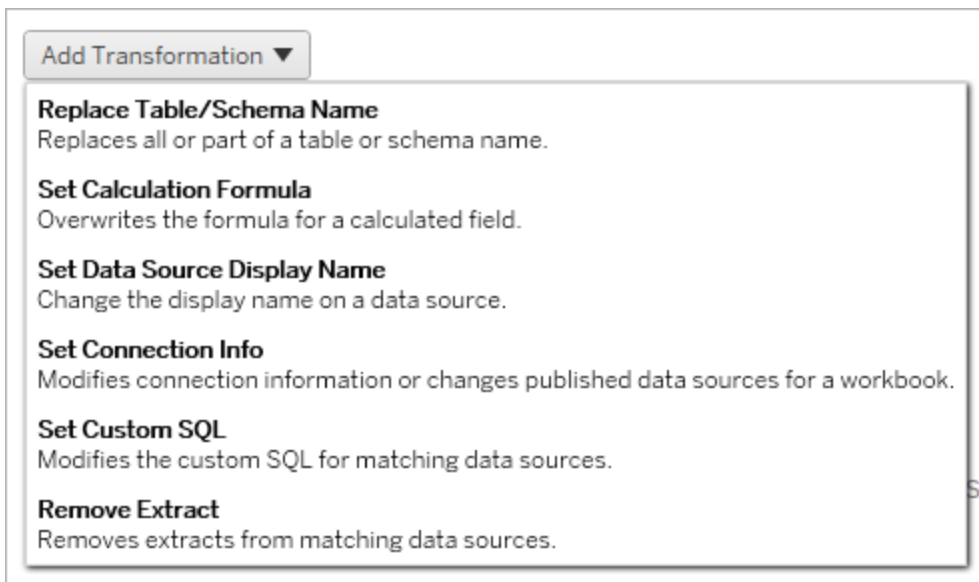 Add Transformation ▼
Replace Table/Schema Name
Replaces all or part of a table or schema name.
Set Calculation Formula
Overwrites the formula for a calculated field.
Set Data Source Display Name
Change the display name on a data source.
Set Connection Info
Modifies connection information or changes published data sources for a workbook.
Set Custom SQL
Modifies the custom SQL for matching data sources.
Remove Extract
Removes extracts from matching data sources.